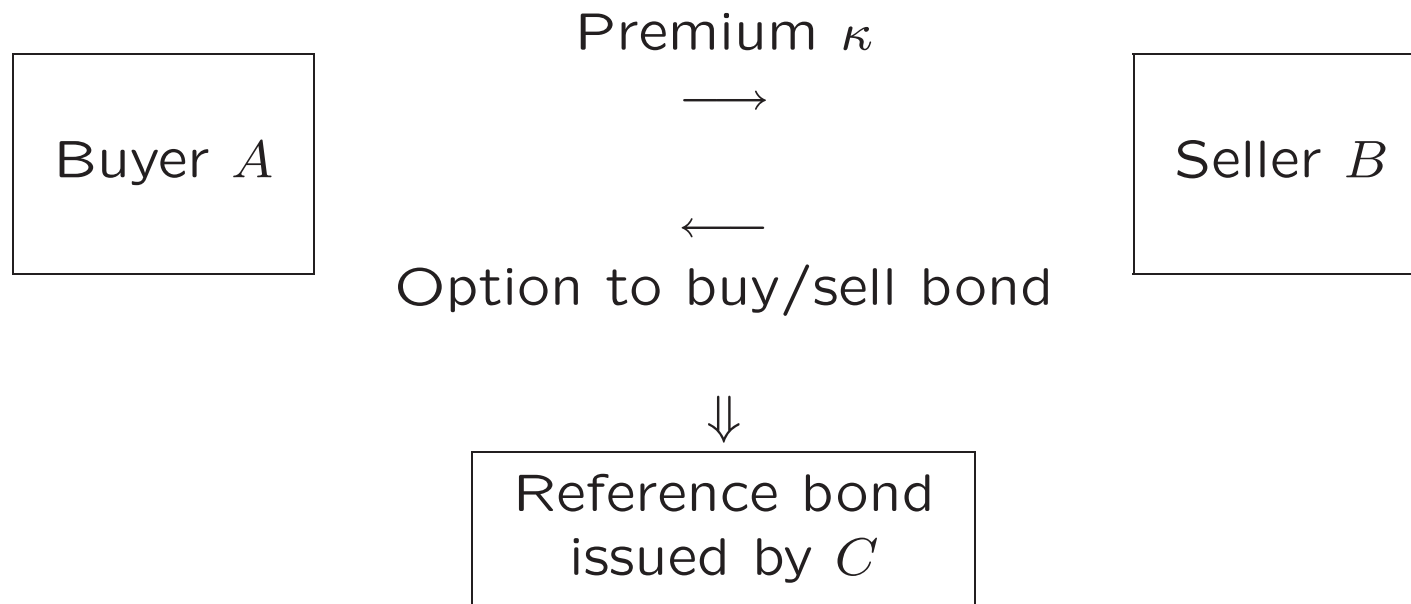 Premium κ
⟶
Buyer A
Seller B
⟵
Option to buy/sell bond
⇓
Reference bond
issued by C